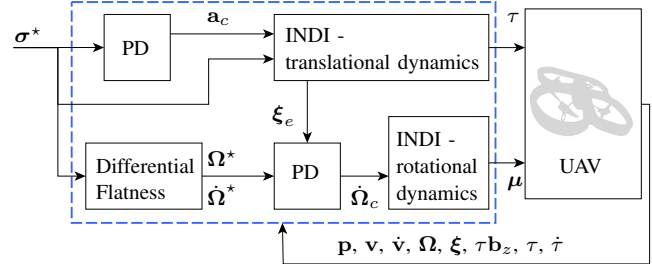 σ*
PD
a_c
INDI -
translational dynamics
τ
ξ_e
Differential
Flatness
Ω*
Ω̇*
PD
Ω̇_c
INDI -
rotational
dynamics
μ
UAV
p, v, v̇, Ω, ξ, τb_z, τ, τ̇